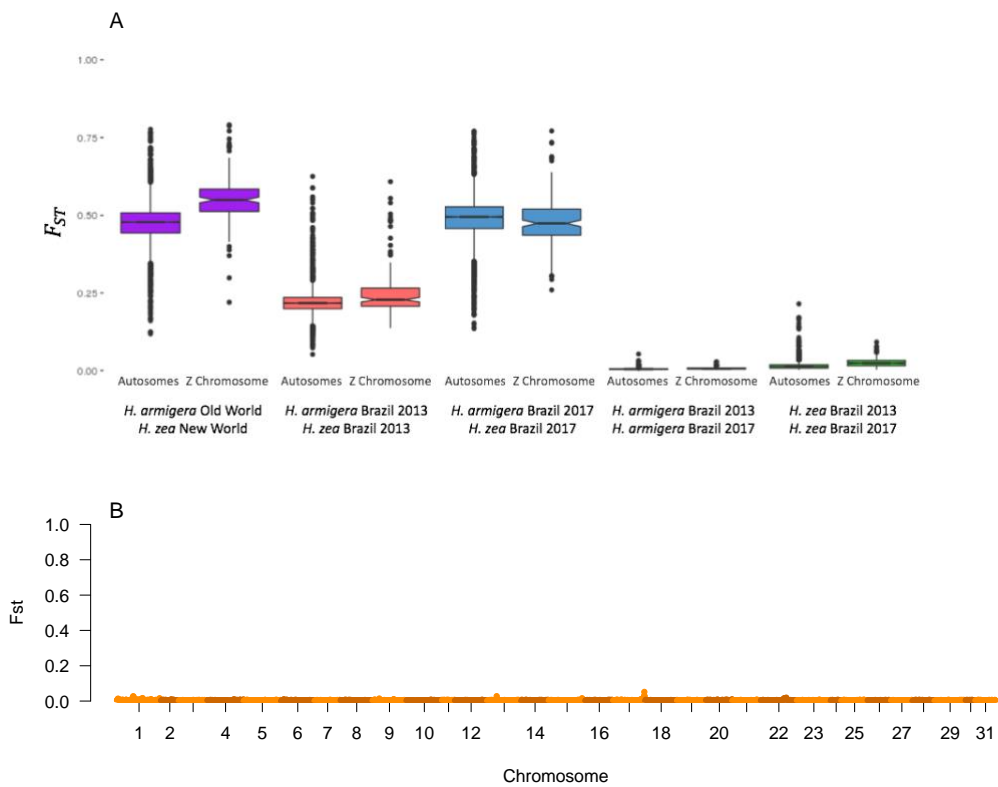 A
1.00
0.75
0.50
0.25
0.00
F_ST
Autosomes Z Chromosome Autosomes Z Chromosome Autosomes Z Chromosome Autosomes Z Chromosome Autosomes Z Chromosome
H. armigera Old World H. armigera Brazil 2013 H. armigera Brazil 2017 H. armigera Brazil 2013 H. zea Brazil 2013
H. zea New World H. zea Brazil 2013 H. zea Brazil 2017 H. armigera Brazil 2017 H. zea Brazil 2017
B
1.0
0.8
0.6
0.4
0.2
0.0
Fst
1 2 4 5 6 7 8 9 10 12 14 16 18 20 22 23 25 27 29 31
Chromosome